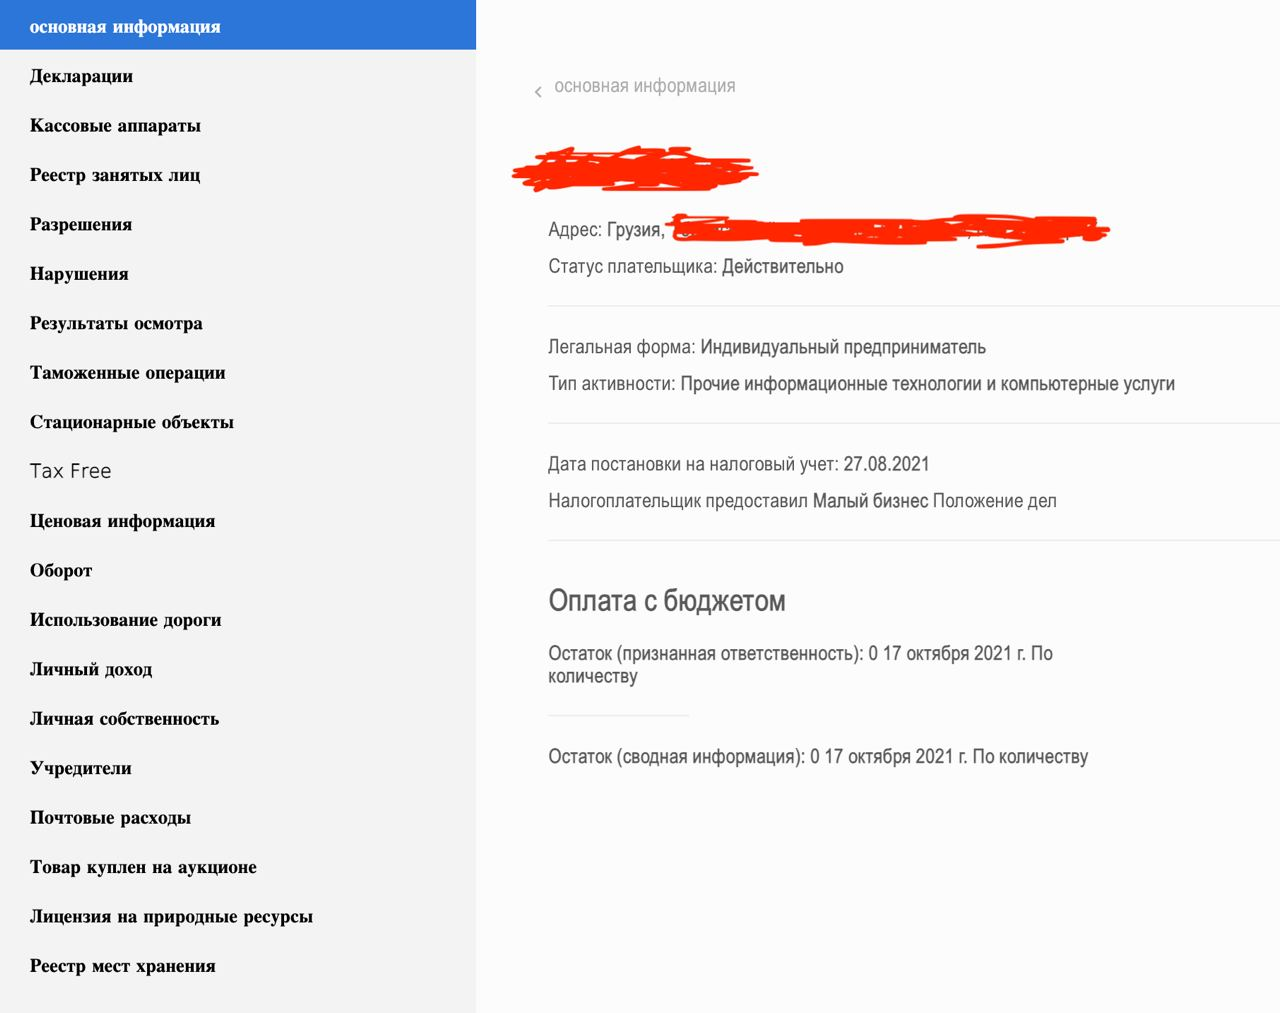 основная информация
Декларации
Кассовые аппараты
Реестр занятых лиц
Разрешения
Нарушения
Результаты осмотра
Таможенные операции
Стационарные объекты
Tax Free
Ценовая информация
Оборот
Использование дороги
Личный доход
Личная собственность
Учредители
Почтовые расходы
Товар куплен на аукционе
Лицензия на природные ресурсы
Реестр мест хранения
основная информация
Адрес: Грузия,
Статус плательщика: Действительно
Легальная форма: Индивидуальный предприниматель
Тип активности: Прочие информационные технологии и компьютерные услуги
Дата постановки на налоговый учет: 27.08.2021
Налогоплательщик предоставил Малый бизнес Положение дел
Оплата с бюджетом
Остаток (признанная ответственность): 0 17 октября 2021 г. По
количеству
Остаток (сводная информация): 0 17 октября 2021 г. По количеству